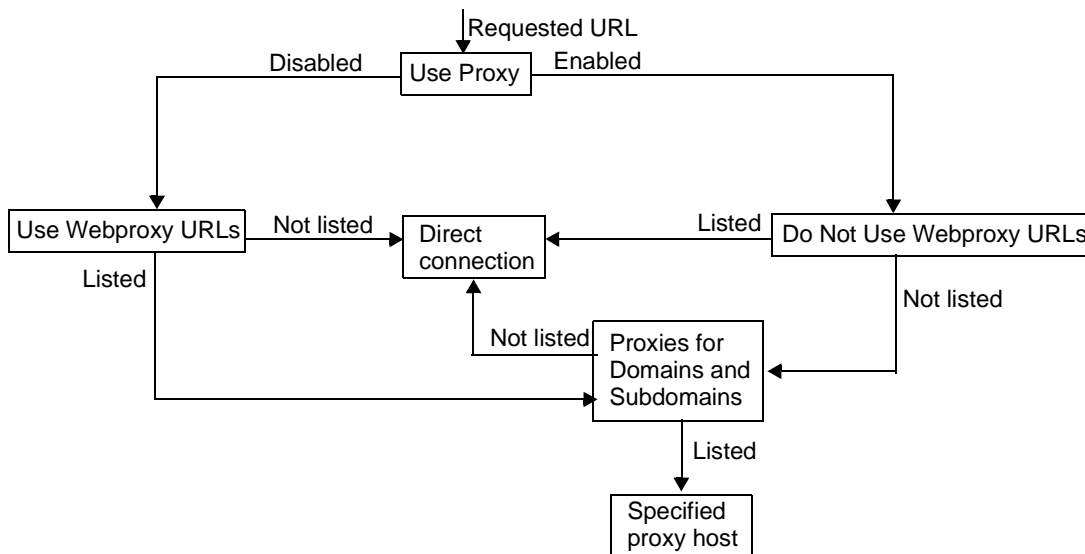 Requested URL
Disabled
Use Proxy
Enabled
Use Webproxy URLs
Not listed
Direct
connection
Listed
Do Not Use Webproxy URLs
Listed
Not listed
Not listed
Proxies for
Domains and
Subdomains
Listed
Specified
proxy host